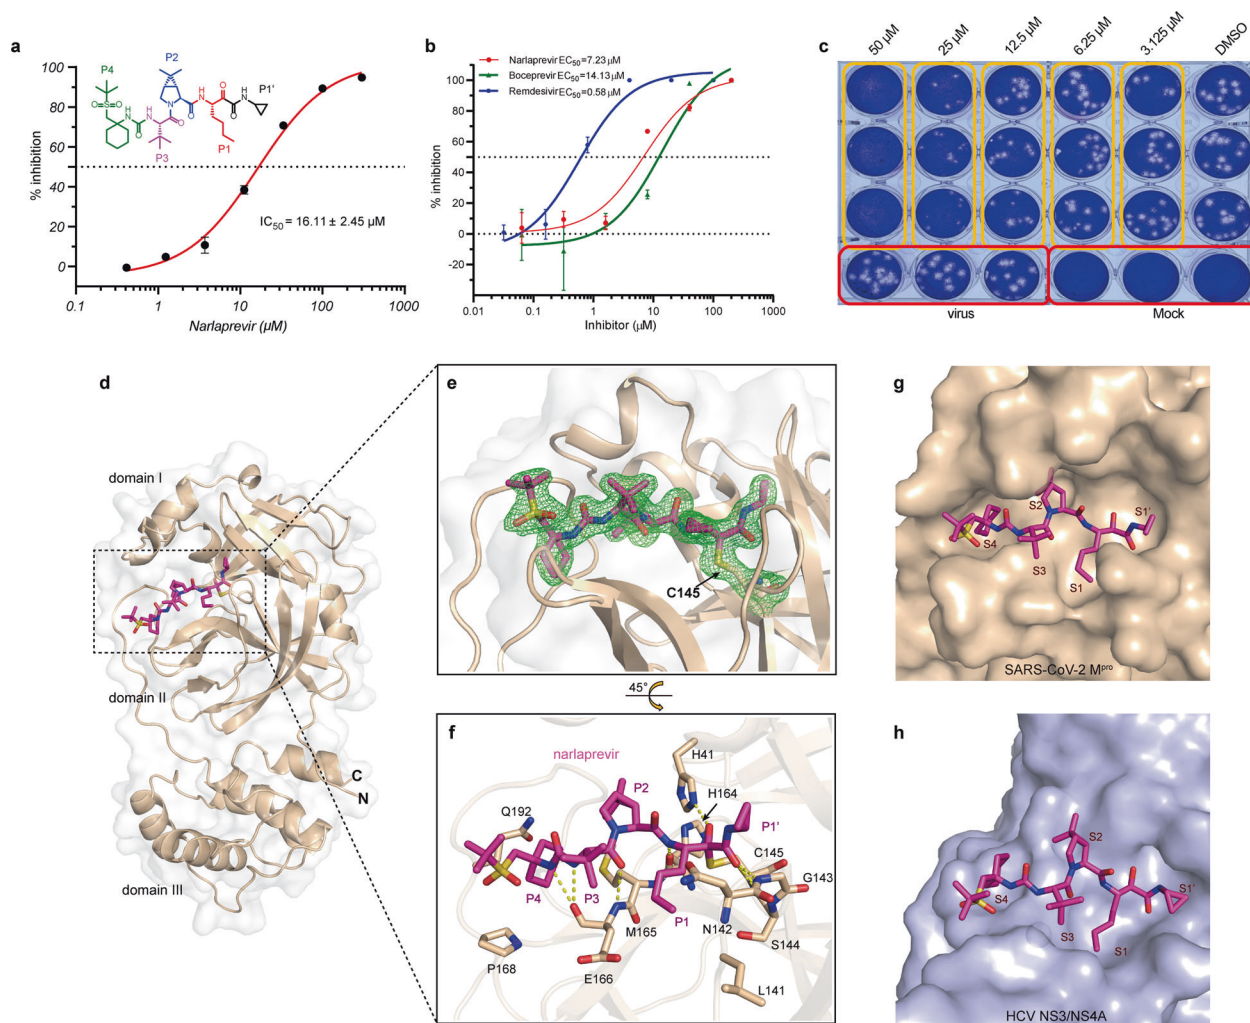 a
P4
P2
P1'
P3
P1
O
S
O
N
H
N
H
O
O
N
O
H
N
O
O
H
N
% inhibition
100
80
60
40
20
0
IC50 = 16.11 ± 2.45 μM
0.1
1
10
100
1000
Narlaprevir (μM)
b
Narlaprevir EC50=7.23 μM
Boceprevir EC50=14.13 μM
Remdesivir EC50=0.58 μM
% inhibition
100
80
60
40
20
0
-20
0.01
0.1
1
10
100
1000
Inhibitor (μM)
c
50 μM
25 μM
12.5 μM
6.25 μM
3.125 μM
DMSO
virus
Mock
d
domain I
domain II
domain III
C
N
e
C145
45°
f
narlaprevir
H41
H164
P2
P1'
Q192
C145
G143
P4
P3
P1
M165
N142
S144
P168
E166
L141
g
S2
S1'
S4
S3
S1
SARS-CoV-2 Mpro
h
S2
S4
S1'
S3
S1
HCV NS3/NS4A